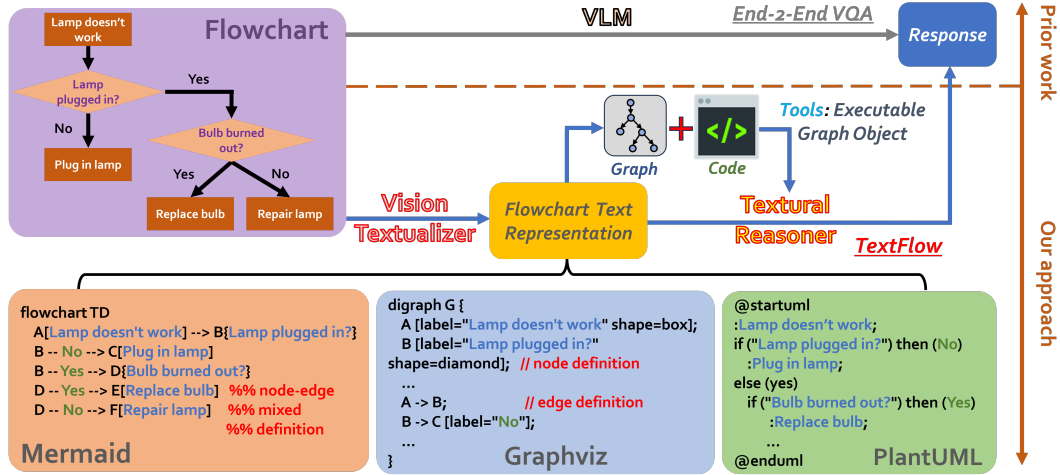 Flowchart
Lamp doesn't
work
Lamp
plugged in?
Yes
No
Plug in lamp
Bulb burned
out?
Yes
No
Replace bulb
Repair lamp
VLM
End-2-End VQA
Response
Prior work
Our approach
Graph
+
</>
Code
Tools: Executable
Graph Object
Vision
Textualizer
Flowchart Text
Representation
Textural
Reasoner
TextFlow
flowchart TD
A[Lamp doesn't work] --> B{Lamp plugged in?}
B -- No --> C[Plug in lamp]
B -- Yes --> D{Bulb burned out?}
D -- Yes --> E[Replace bulb] %% node-edge
D -- No --> F[Repair lamp] %% mixed
%% definition
Mermaid
digraph G {
A [label="Lamp doesn't work" shape=box];
B [label="Lamp plugged in?"
shape=diamond]; // node definition
...
A -> B; // edge definition
B -> C [label="No"];
...
}
Graphviz
@startuml
:Lamp doesn't work;
if ("Lamp plugged in?") then (No)
:Plug in lamp;
else (yes)
if ("Bulb burned out?") then (Yes)
:Replace bulb;
...
@enduml
PlantUML